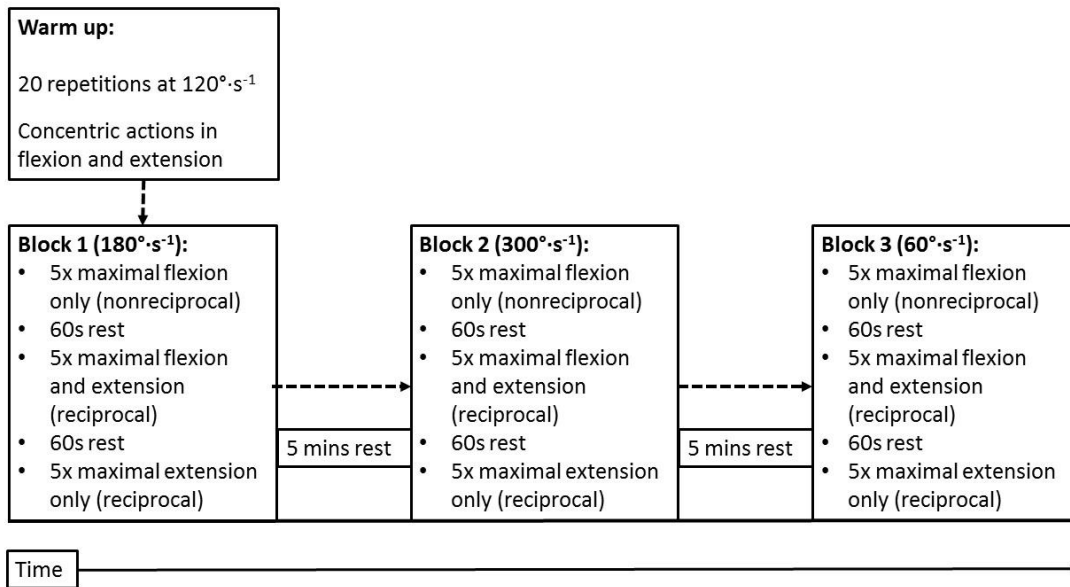 Warm up:
20 repetitions at 120°·s⁻¹
Concentric actions in
flexion and extension
Block 1 (180°·s⁻¹):
• 5x maximal flexion
only (nonreciprocal)
• 60s rest
• 5x maximal flexion
and extension
(reciprocal)
• 60s rest
• 5x maximal extension
only (reciprocal)
5 mins rest
Block 2 (300°·s⁻¹):
• 5x maximal flexion
only (nonreciprocal)
• 60s rest
• 5x maximal flexion
and extension
(reciprocal)
• 60s rest
• 5x maximal extension
only (reciprocal)
5 mins rest
Block 3 (60°·s⁻¹):
• 5x maximal flexion
only (nonreciprocal)
• 60s rest
• 5x maximal flexion
and extension
(reciprocal)
• 60s rest
• 5x maximal extension
only (reciprocal)
Time